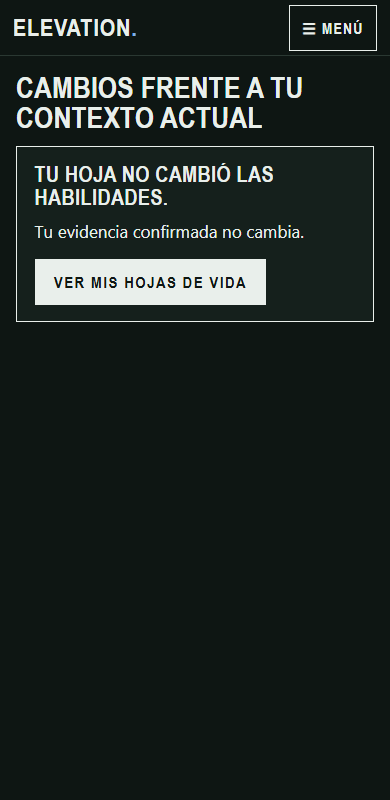 ELEVATION.
☰ MENÚ
CAMBIOS FRENTE A TU
CONTEXTO ACTUAL
TU HOJA NO CAMBIÓ LAS
HABILIDADES.
Tu evidencia confirmada no cambia.
VER MIS HOJAS DE VIDA